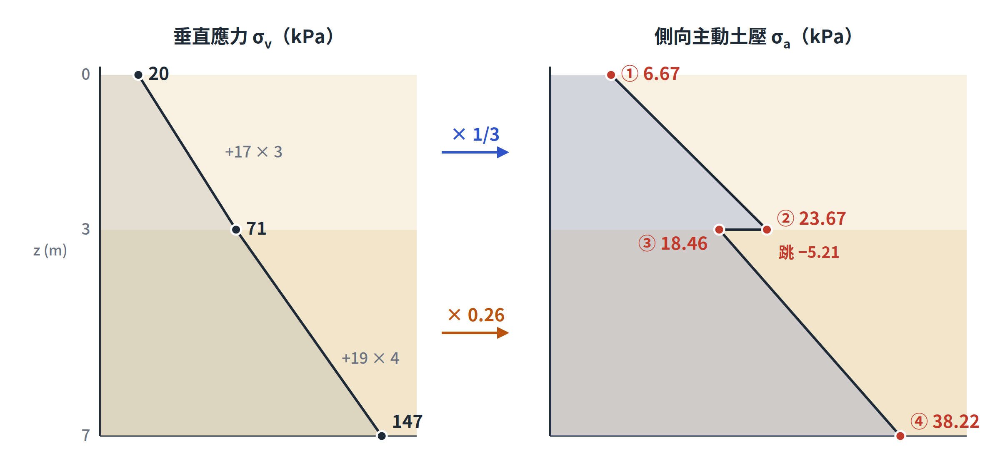 垂直應力 σv（kPa）
0
20
+17 × 3
3
71
z (m)
+19 × 4
147
7
× 1/3
× 0.26
側向主動土壓 σa（kPa）
① 6.67
② 23.67
③ 18.46
跳 −5.21
④ 38.22